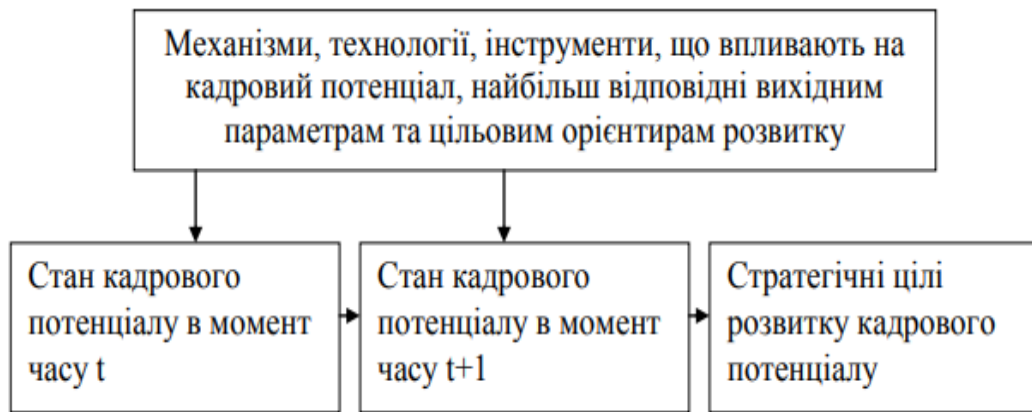 Механізми, технології, інструменти, що впливають на
кадровий потенціал, найбільш відповідні вихідним
параметрам та цільовим орієнтирам розвитку
Стан кадрового
потенціалу в момент
часу t
Стан кадрового
потенціалу в момент
часу t+1
Стратегічні цілі
розвитку кадрового
потенціалу